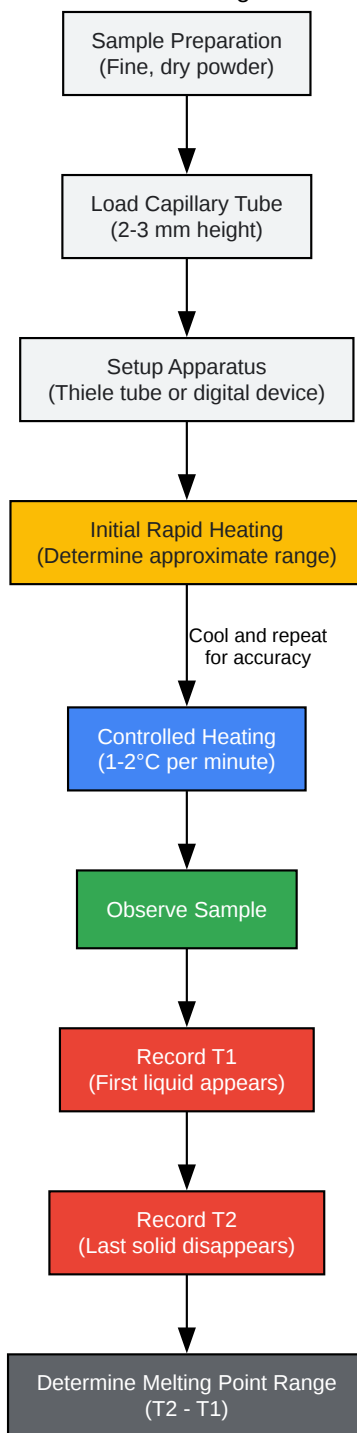 Sample Preparation
(Fine, dry powder)
Load Capillary Tube
(2-3 mm height)
Setup Apparatus
(Thiele tube or digital device)
Initial Rapid Heating
(Determine approximate range)
Cool and repeat
for accuracy
Controlled Heating
(1-2°C per minute)
Observe Sample
Record T1
(First liquid appears)
Record T2
(Last solid disappears)
Determine Melting Point Range
(T2 - T1)